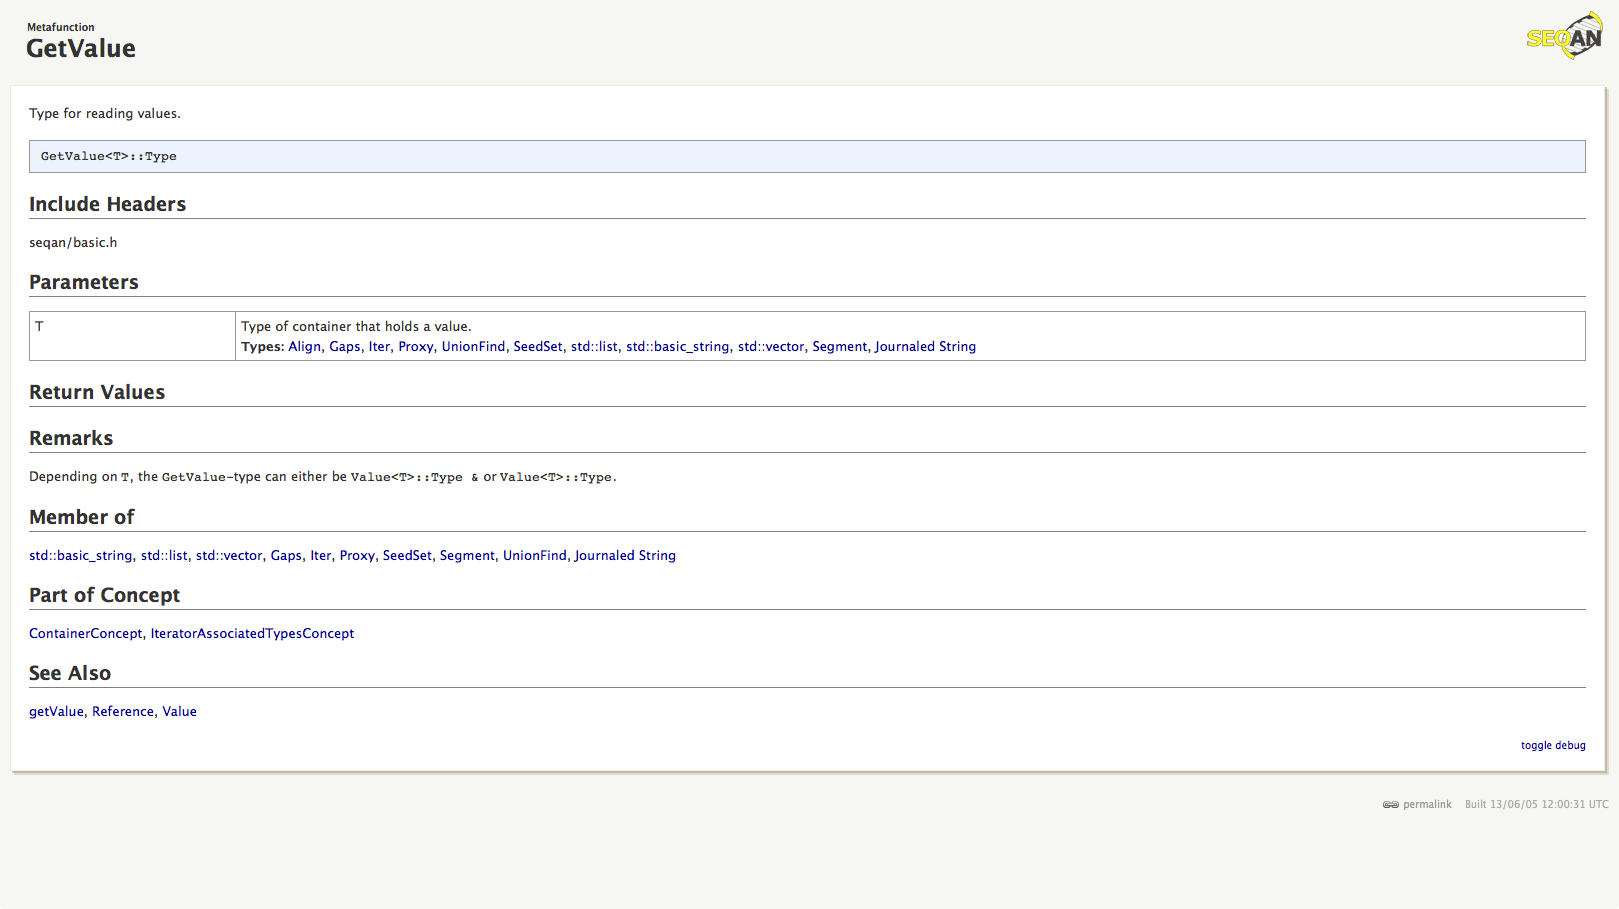 Metafunction
GetValue
SEQAN
Type for reading values.
GetValue<T>::Type
Include Headers
seqan/basic.h
Parameters
T
Type of container that holds a value.
Types: Align, Gaps, Iter, Proxy, UnionFind, SeedSet, std::list, std::basic_string, std::vector, Segment, Journaled String
Return Values
Remarks
Depending on T, the GetValue-type can either be Value<T>::Type & or Value<T>::Type.
Member of
std::basic_string, std::list, std::vector, Gaps, Iter, Proxy, SeedSet, Segment, UnionFind, Journaled String
Part of Concept
ContainerConcept, IteratorAssociatedTypesConcept
See Also
getValue, Reference, Value
toggle debug
permalink Built 13/06/05 12:00:31 UTC